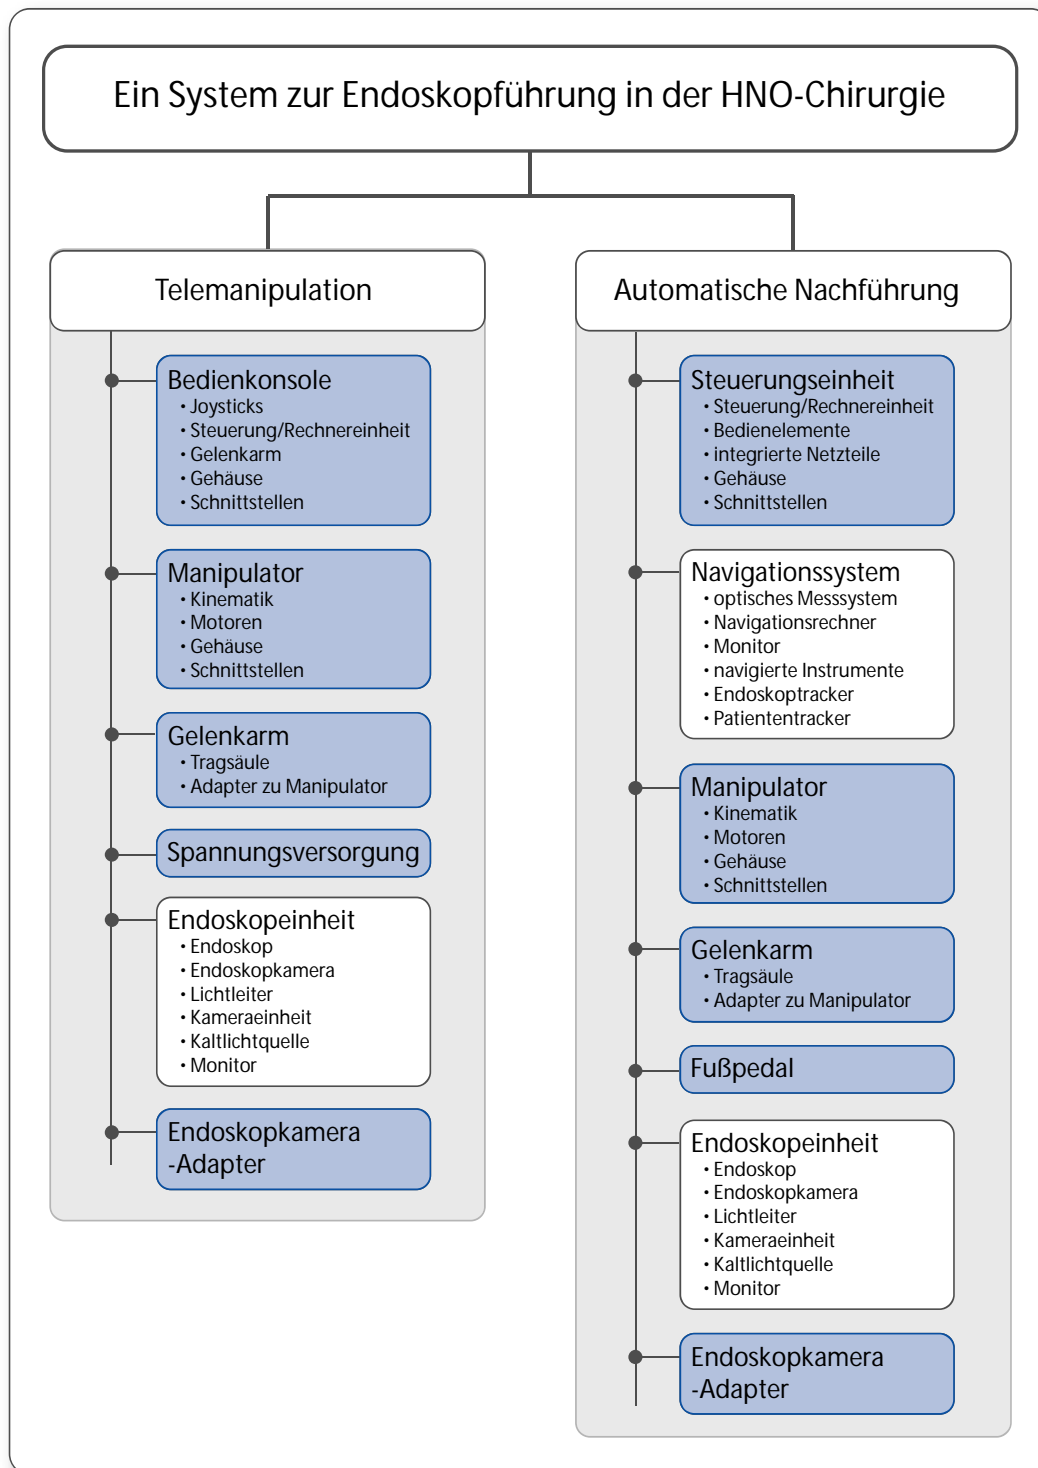 Ein System zur Endoskopführung in der HNO-Chirurgie
Telemanipulation
Bedienkonsole
• Joysticks
• Steuerung/Rechnereinheit
• Gelenkarm
• Gehäuse
• Schnittstellen
Manipulator
• Kinematik
• Motoren
• Gehäuse
• Schnittstellen
Gelenkarm
• Tragsäule
• Adapter zu Manipulator
Spannungsversorgung
Endoskopeinheit
• Endoskop
• Endoskopkamera
• Lichtleiter
• Kameraeinheit
• Kaltlichtquelle
• Monitor
Endoskopkamera
-Adapter
Automatische Nachführung
Steuerungseinheit
• Steuerung/Rechnereinheit
• Bedienelemente
• integrierte Netzteile
• Gehäuse
• Schnittstellen
Navigationssystem
• optisches Messsystem
• Navigationsrechner
• Monitor
• navigierte Instrumente
• Endoskoptracker
• Patiententracker
Manipulator
• Kinematik
• Motoren
• Gehäuse
• Schnittstellen
Gelenkarm
• Tragsäule
• Adapter zu Manipulator
Fußpedal
Endoskopeinheit
• Endoskop
• Endoskopkamera
• Lichtleiter
• Kameraeinheit
• Kaltlichtquelle
• Monitor
Endoskopkamera
-Adapter